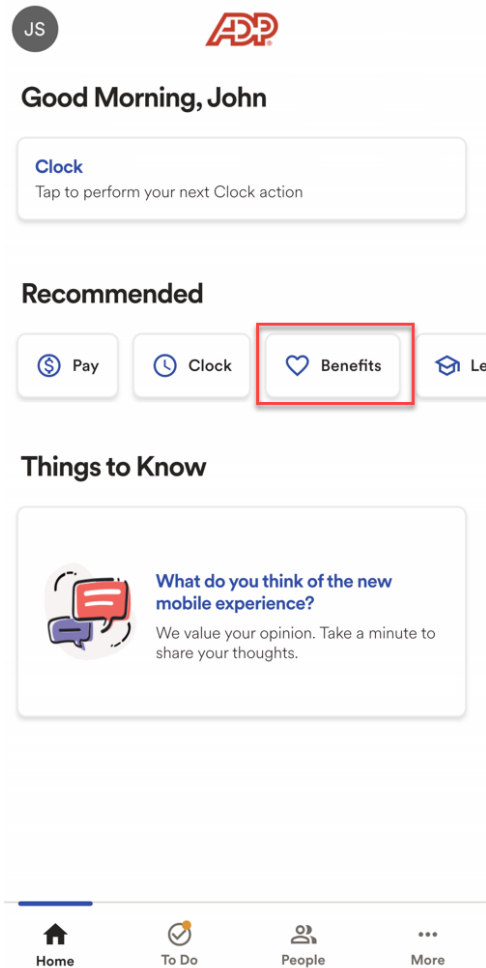 JS
ADP
Good Morning, John
Clock
Tap to perform your next Clock action
Recommended
Pay
Clock
Benefits
Le
Things to Know
What do you think of the new
mobile experience?
We value your opinion. Take a minute to
share your thoughts.
Home
To Do
People
More